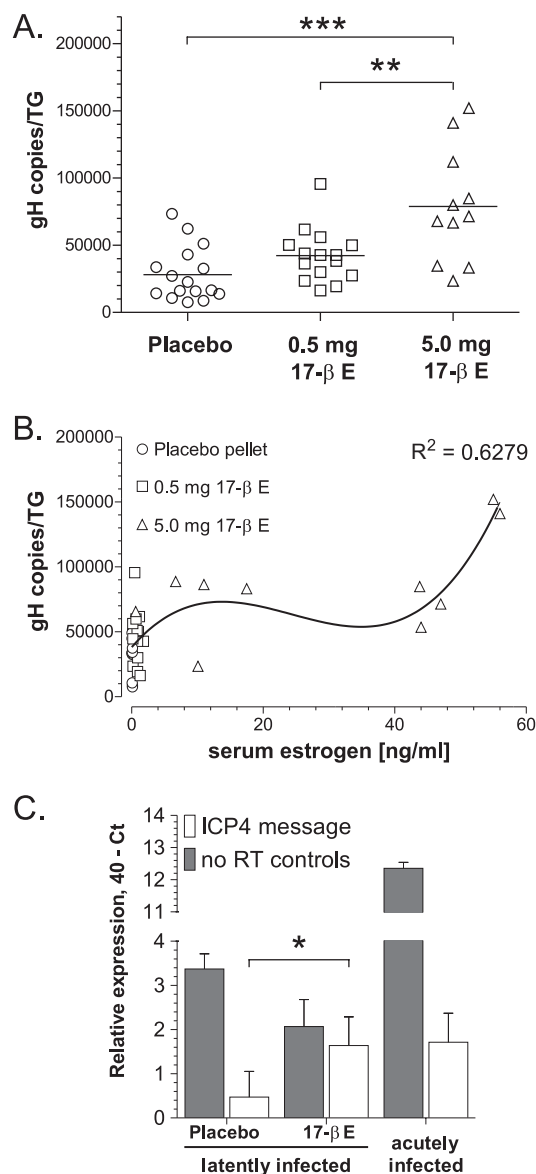 A.
***
**
gH copies/TG
200000
150000
100000
50000
0
Placebo
0.5 mg
17-β E
5.0 mg
17-β E
B.
Placebo pellet
0.5 mg 17-β E
5.0 mg 17-β E
R² = 0.6279
gH copies/TG
200000
150000
100000
50000
0
0
20
40
60
serum estrogen [ng/ml]
C.
ICP4 message
no RT controls
Relative expression, 40 - Ct
14
13
12
11
4
3
2
1
0
*
Placebo
17-β E
latently infected
acutely
infected